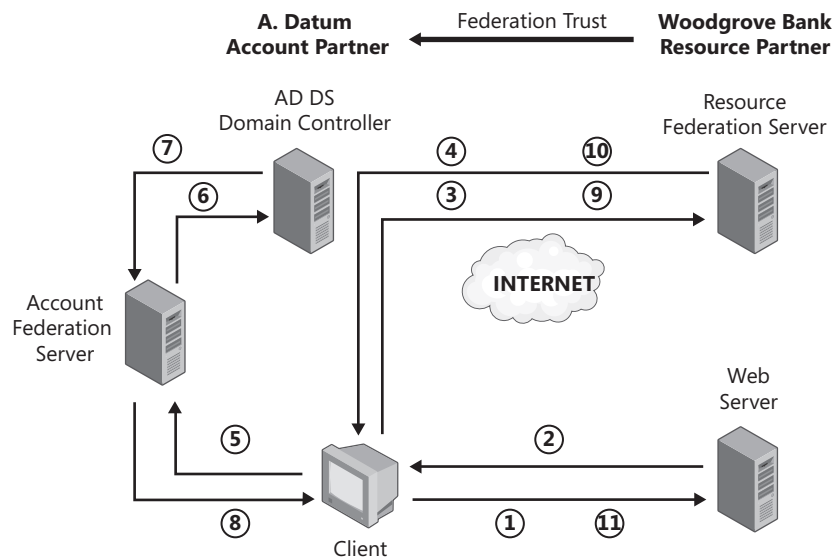 A. Datum
Account Partner
Federation Trust
Woodgrove Bank
Resource Partner
AD DS
Domain Controller
Resource
Federation Server
7
4
10
6
3
9
INTERNET
Account
Federation
Server
Web
Server
5
2
8
1
11
Client